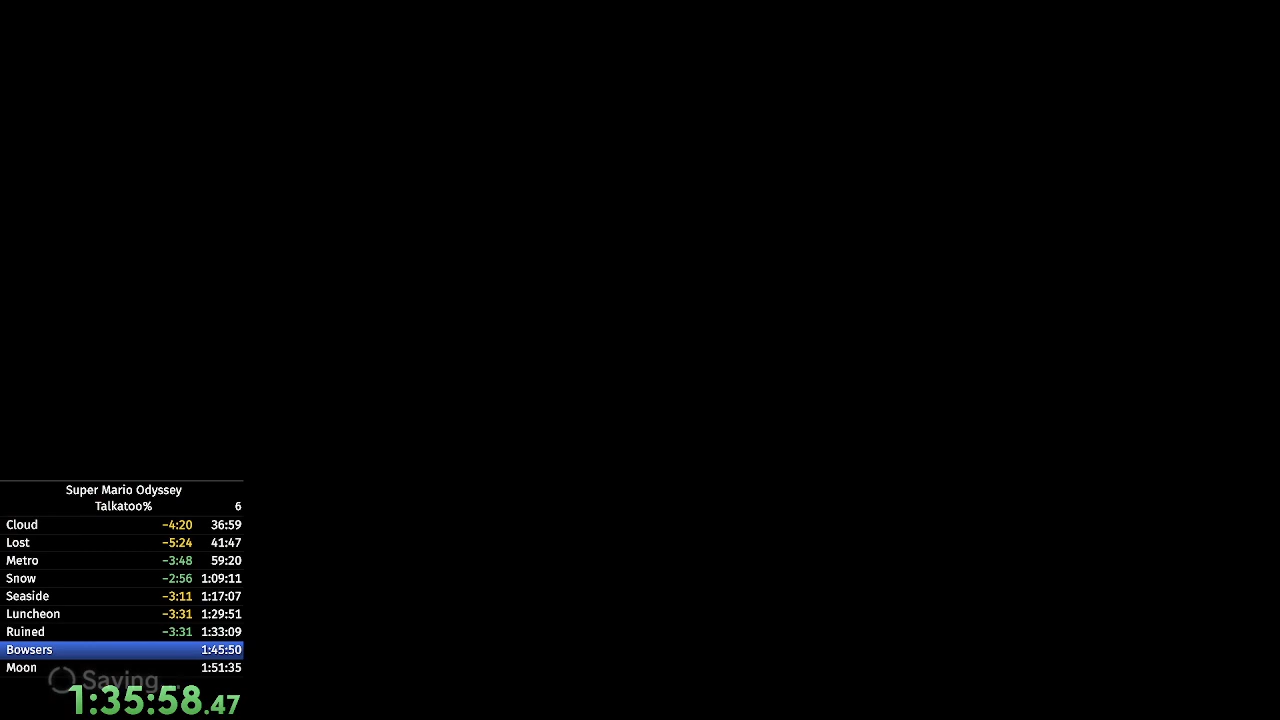 Super Mario Odyssey
Talkatoo% 6
Cloud −4:20 36:59
Lost −5:24 41:47
Metro −3:48 59:20
Snow −2:56 1:09:11
Seaside −3:11 1:17:07
Luncheon −3:31 1:29:51
Ruined −3:31 1:33:09
Bowsers 1:45:50
Moon 1:51:35
Saving...
1:35:58.47